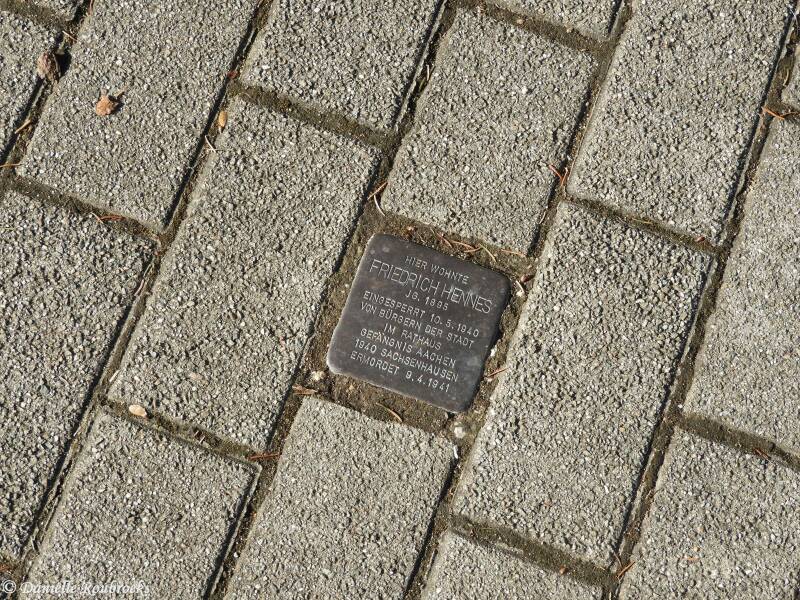 HIER WOHNTE
FRIEDRICH HENNES
JG. 1895
EINGESPERRT 10.5.1940
VON BÜRGERN DER STADT
IM RATHAUS
GEFÄNGNIS AACHEN
1940 SACHSENHAUSEN
ERMORDET 9.4.1941
© Danielle Roubroeks